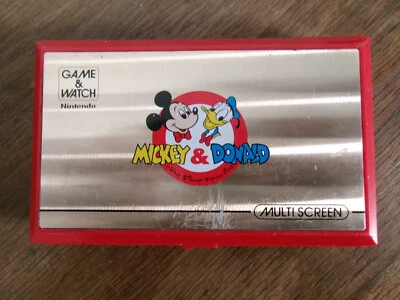 GAME
&
WATCH
Nintendo
MICKEY & DONALD
MULTI SCREEN